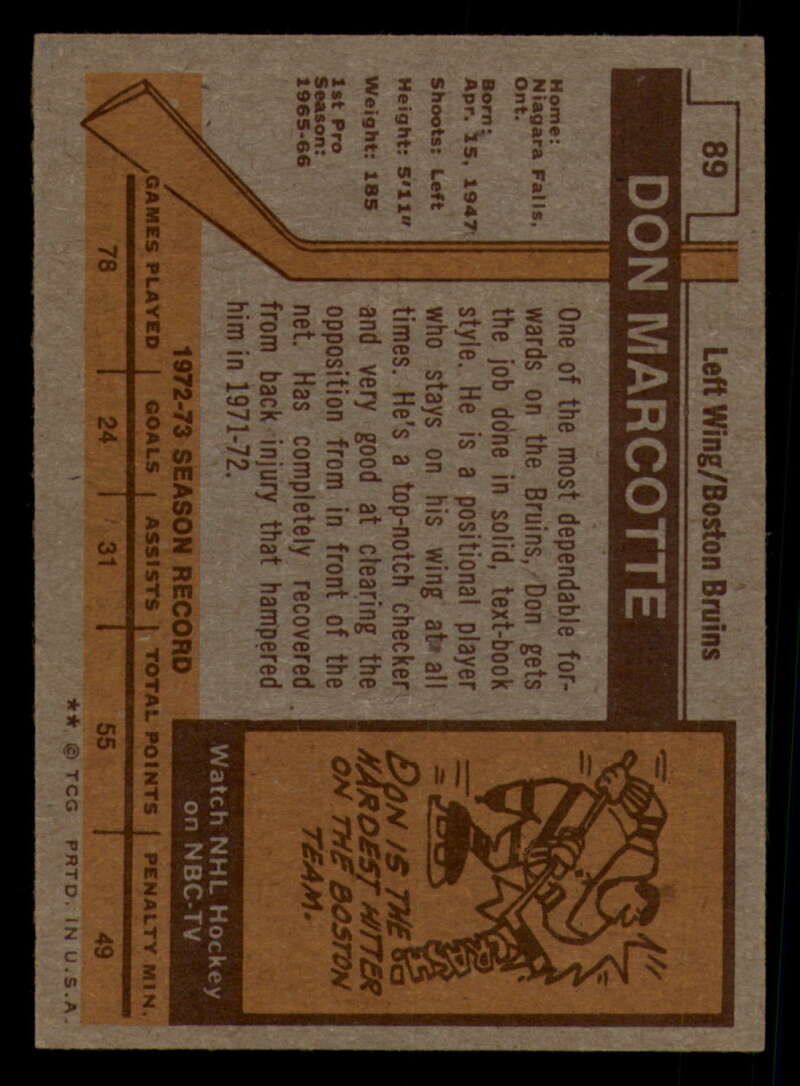 89
Left Wing/Boston Bruins
DON MARCOTTE
Home:
Niagara Falls,
Ont.
Born:
Apr. 15, 1947
Shoots: Left
Height: 5'11"
Weight: 185
1st Pro
Season:
1965-66
One of the most dependable for-
wards on the Bruins, Don gets
the job done in solid, text-book
style. He is a positional player
who stays on his wing at all
times. He's a top-notch checker
and very good at clearing the
opposition from in front of the
net. Has completely recovered
from back injury that hampered
him in 1971-72.
CRASH
DON IS THE
HARDEST HITTER
ON THE BOSTON
TEAM.
Watch NHL Hockey
on NBC-TV
1972-73 SEASON RECORD
GAMES PLAYED GOALS ASSISTS TOTAL POINTS PENALTY MIN.
78 24 31 55 49
** © TCG PRTD. IN U.S.A.